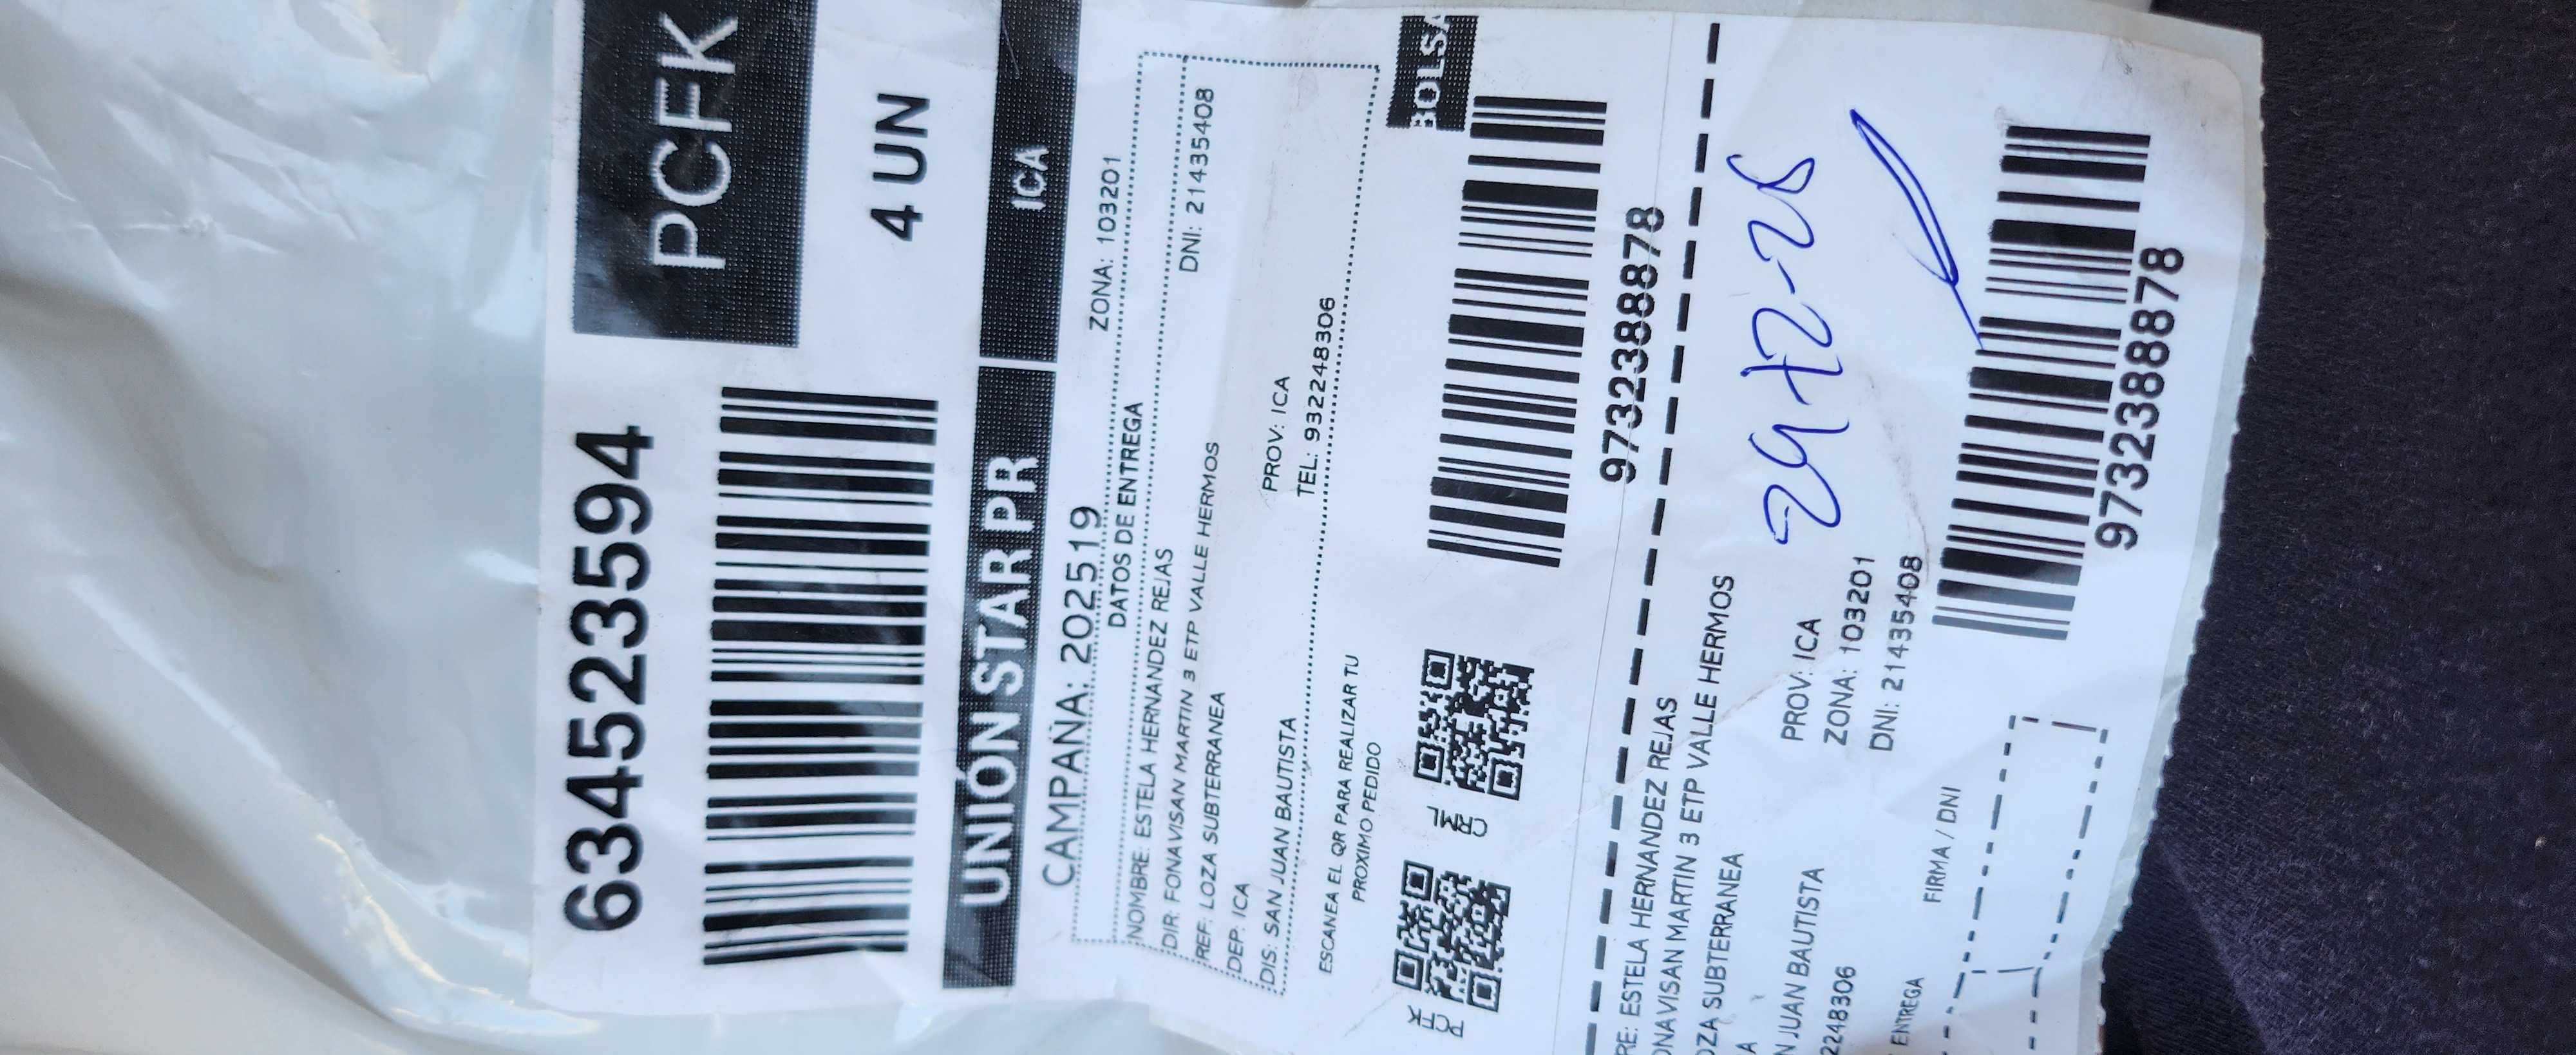 634523594
PCFK
4 UN
UNIÓN STAR PR
ICA
CAMPAÑA: 202519
ZONA: 103201
DATOS DE ENTREGA
NOMBRE: ESTELA HERNANDEZ REJAS
DNI: 21435408
DIR: FONAVISAN MARTIN 3 ETP VALLE HERMOS
REF: LOZA SUBTERRANEA
DEP: ICA
PROV: ICA
DIS: SAN JUAN BAUTISTA
TEL: 932248306
ESCANEA EL QR PARA REALIZAR TU
PROXIMO PEDIDO
BOLSA
PCFK
CRML
973238878
RE: ESTELA HERNANDEZ REJAS
ONAVISAN MARTIN 3 ETP VALLE HERMOS
OZA SUBTERRANEA
A
PROV: ICA
N JUAN BAUTISTA
ZONA: 103201
2248306
DNI: 21435408
ENTREGA
FIRMA / DNI
973238878